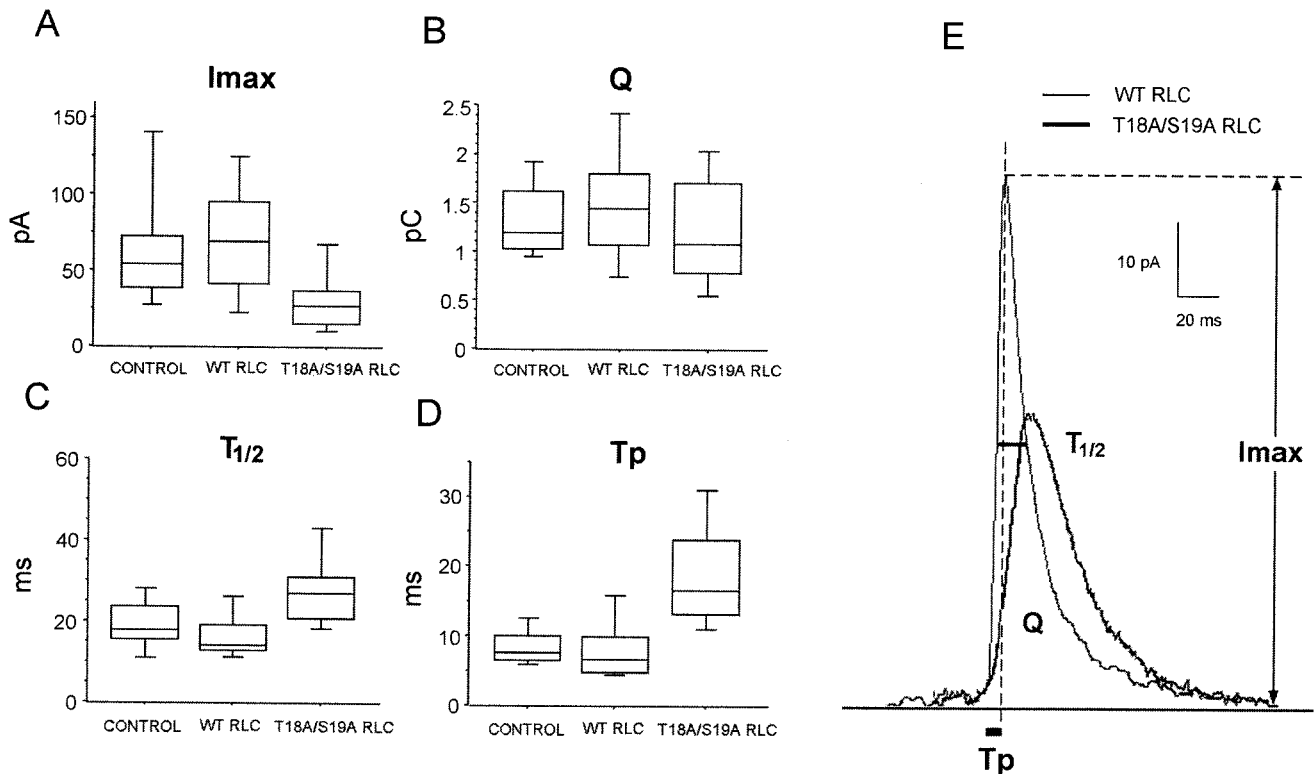 A
Imax
pA
150
100
50
0
CONTROL
WT RLC
T18A/S19A RLC
B
Q
pC
2.5
2
1.5
1
0.5
0
CONTROL
WT RLC
T18A/S19A RLC
C
T1/2
ms
60
40
20
0
CONTROL
WT RLC
T18A/S19A RLC
D
Tp
ms
30
20
10
0
CONTROL
WT RLC
T18A/S19A RLC
E
WT RLC
T18A/S19A RLC
10 pA
20 ms
T1/2
Imax
Q
Tp